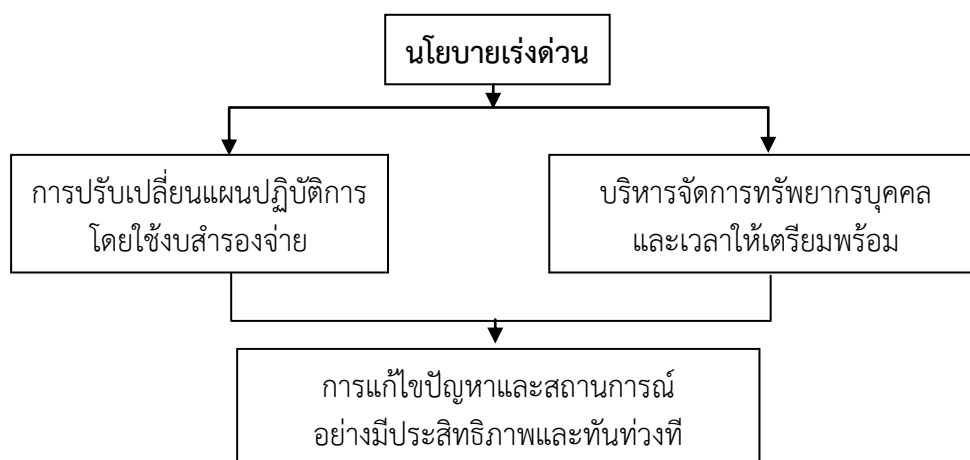 นโยบายเร่งด่วน
การปรับเปลี่ยนแผนปฏิบัติการ
โดยใช้งบสำรองจ่าย
บริหารจัดการทรัพยากรบุคคล
และเวลาให้เตรียมพร้อม
การแก้ไขปัญหาและสถานการณ์
อย่างมีประสิทธิภาพและทันท่วงที